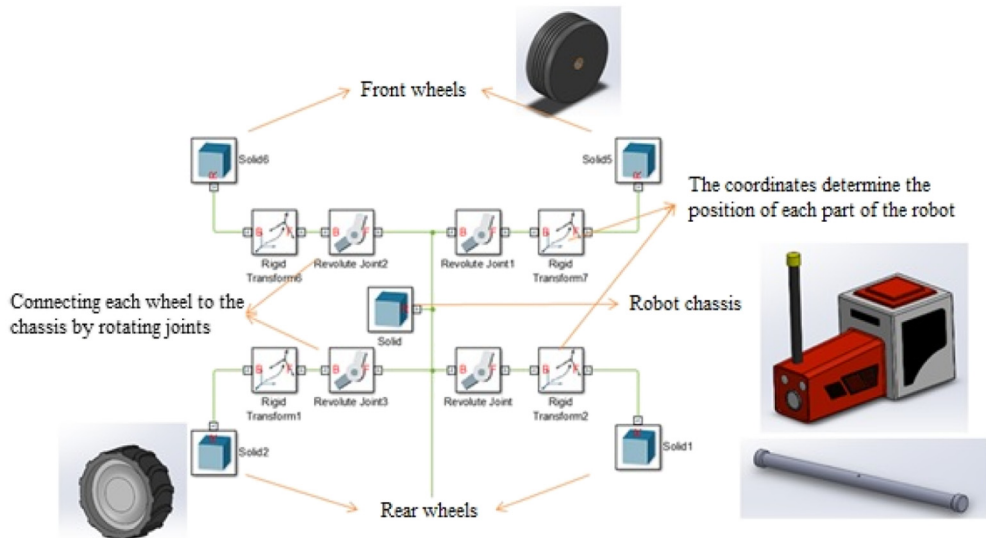 Front wheels
Solid6
Solid5
R
R
The coordinates determine the
position of each part of the robot
B F
B F
B F
B F
Rigid
Transform6
Revolute Joint2
Revolute Joint1
Rigid
Transform7
Connecting each wheel to the
chassis by rotating joints
Robot chassis
Solid
B F
B F
B F
B F
Rigid
Transform1
Revolute Joint3
Revolute Joint
Rigid
Transform2
Solid2
Solid1
Rear wheels